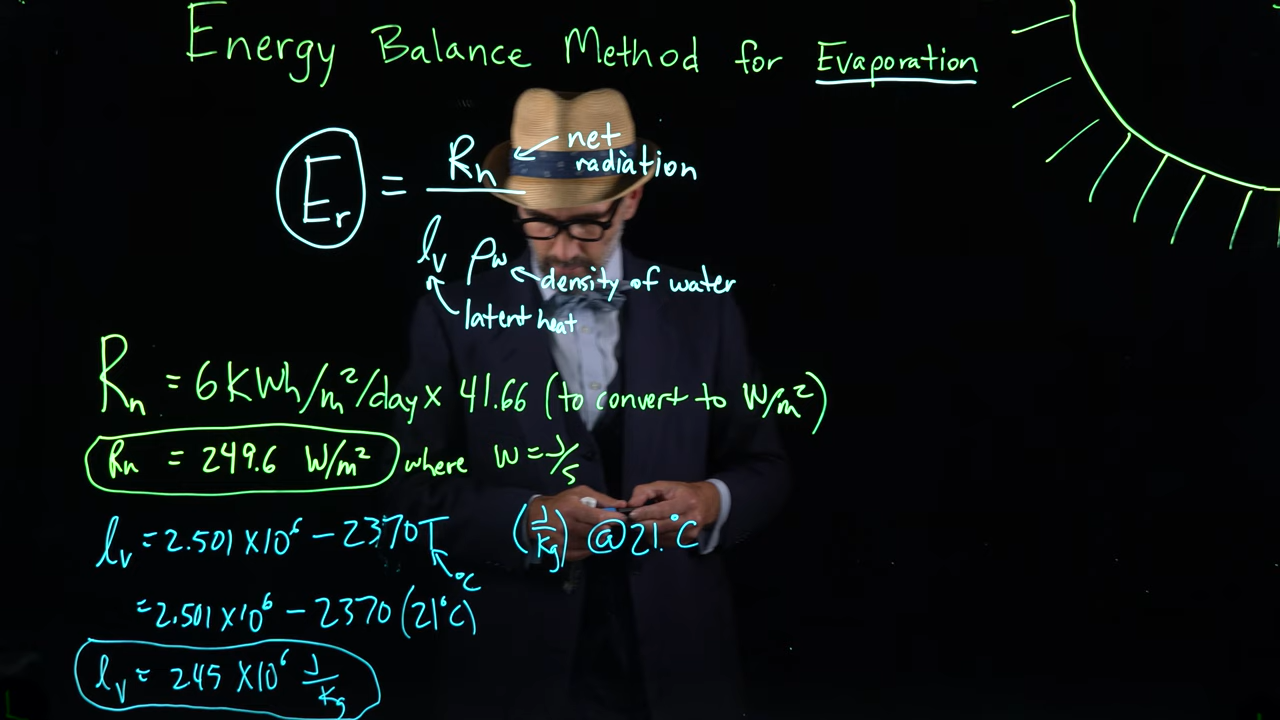 Energy Balance Method for Evaporation
Er = Rn ← net radiation
lv ρw ← density of water
latent heat
Rn = 6 KWh/m²/day × 41.66 (to convert to W/m²)
Rn = 249.6 W/m² where W = J/s
lv = 2.501 × 10⁶ − 2370T (J/Kg) @ 21°C
°C
= 2.501 × 10⁶ − 2370 (21°C)
lv = 245 × 10⁶ J/Kg